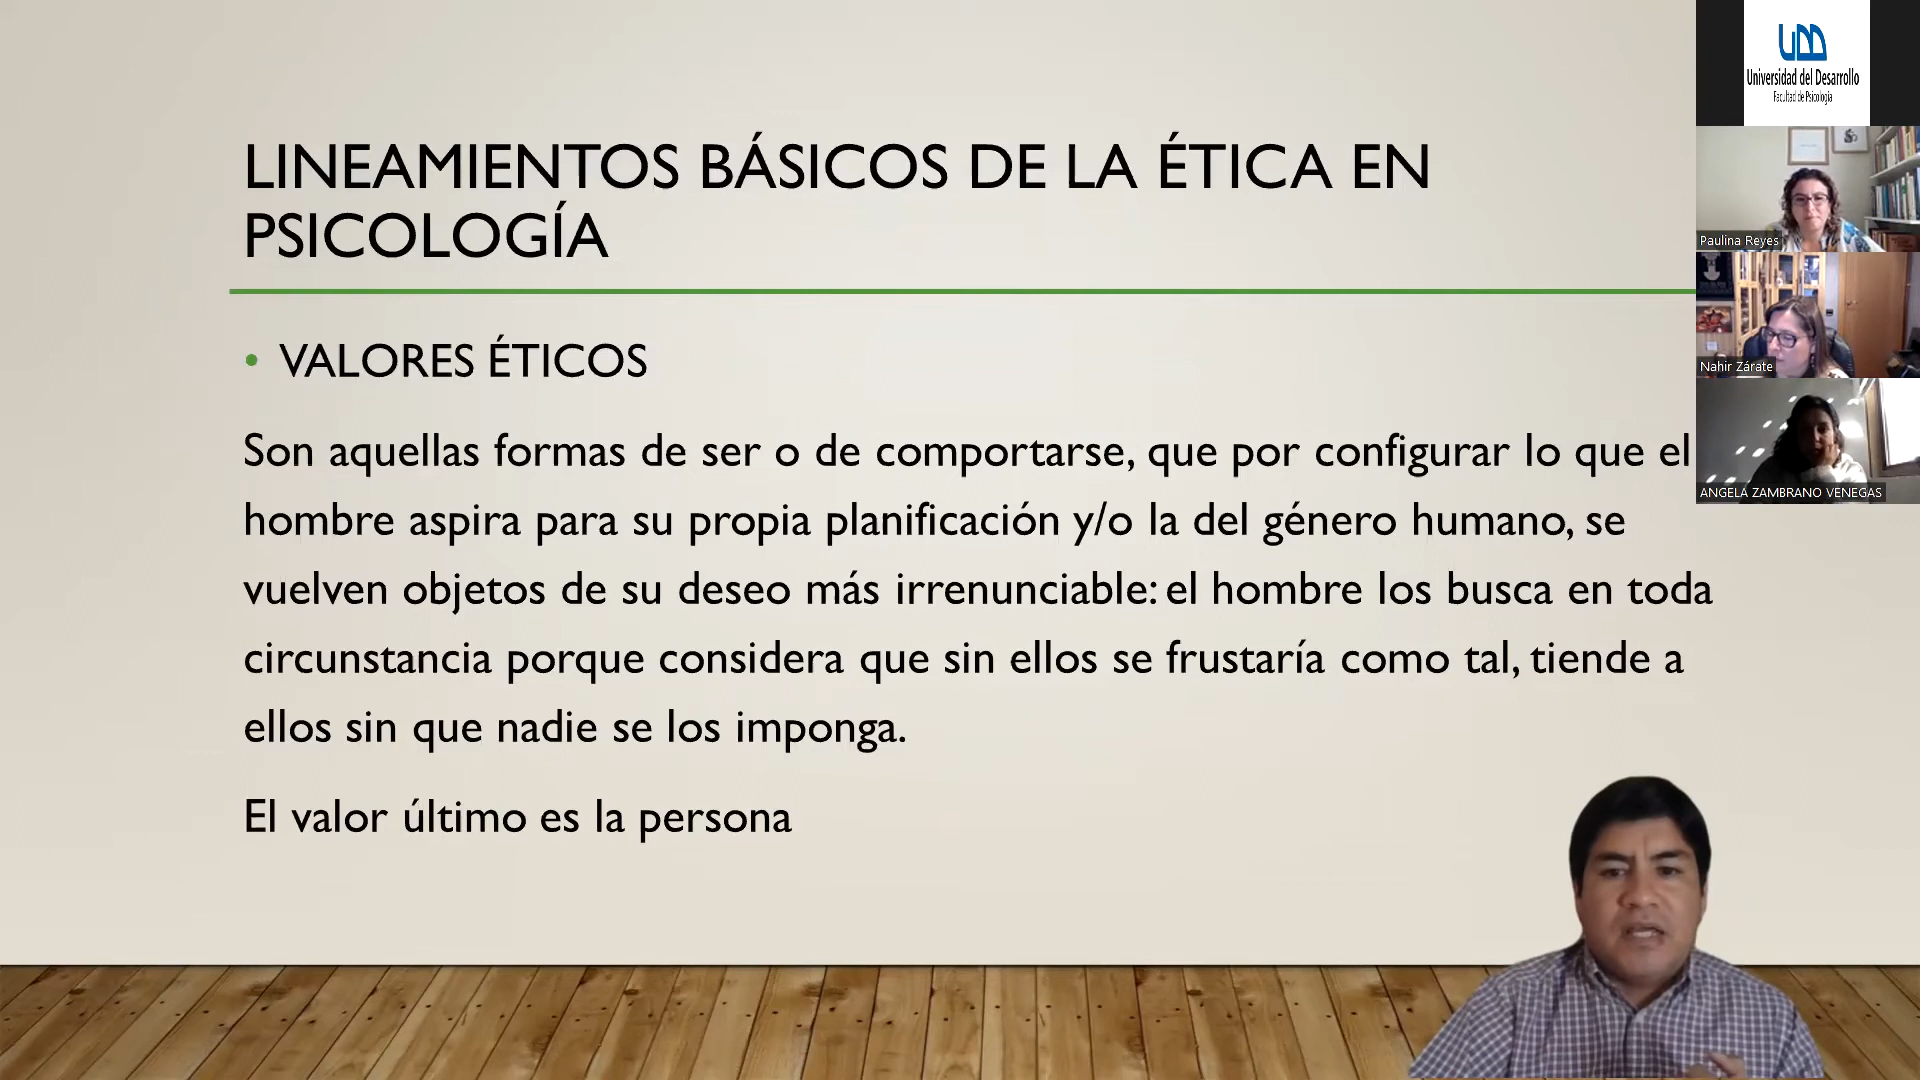 LINEAMIENTOS BÁSICOS DE LA ÉTICA EN
PSICOLOGÍA
• VALORES ÉTICOS
Son aquellas formas de ser o de comportarse, que por configurar lo que el
hombre aspira para su propia planificación y/o la del género humano, se
vuelven objetos de su deseo más irrenunciable: el hombre los busca en toda
circunstancia porque considera que sin ellos se frustaría como tal, tiende a
ellos sin que nadie se los imponga.
El valor último es la persona
UDD
Universidad del Desarrollo
Facultad de Psicología
Paulina Reyes
Nahir Zárate
ANGELA ZAMBRANO VENEGAS